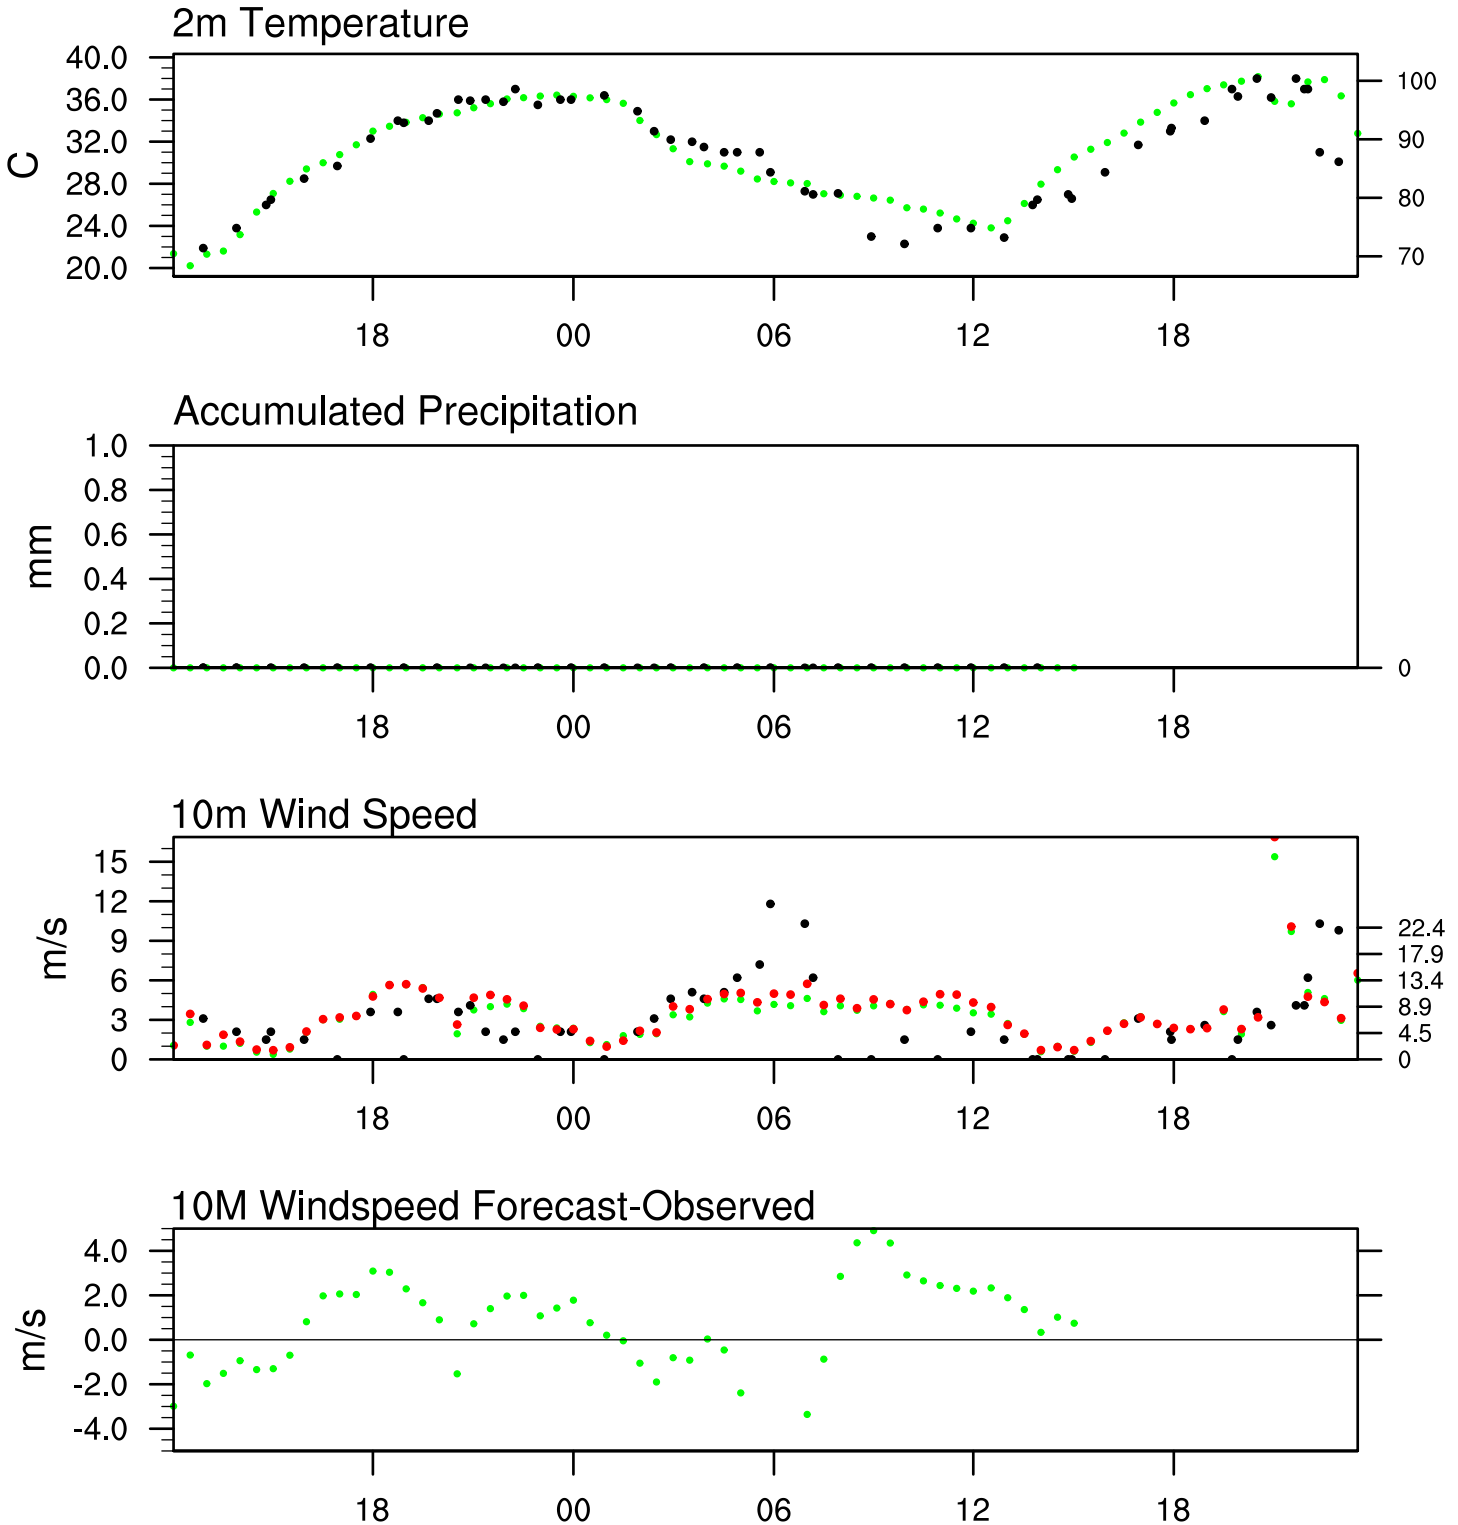 2m Temperature
40.0
36.0
32.0
28.0
24.0
20.0
C
100
90
80
70
18 00 06 12 18
Accumulated Precipitation
1.0
0.8
0.6
0.4
0.2
0.0
mm
0
18 00 06 12 18
10m Wind Speed
15
12
9
6
3
0
m/s
22.4
17.9
13.4
8.9
4.5
0
18 00 06 12 18
10M Windspeed Forecast-Observed
4.0
2.0
0.0
-2.0
-4.0
m/s
18 00 06 12 18